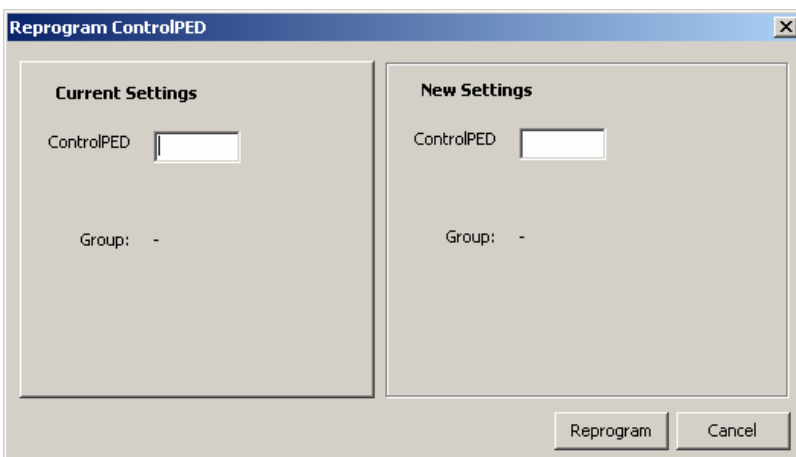 Reprogram ControlPED
Current Settings
ControlPED
Group: -
New Settings
ControlPED
Group: -
Reprogram
Cancel